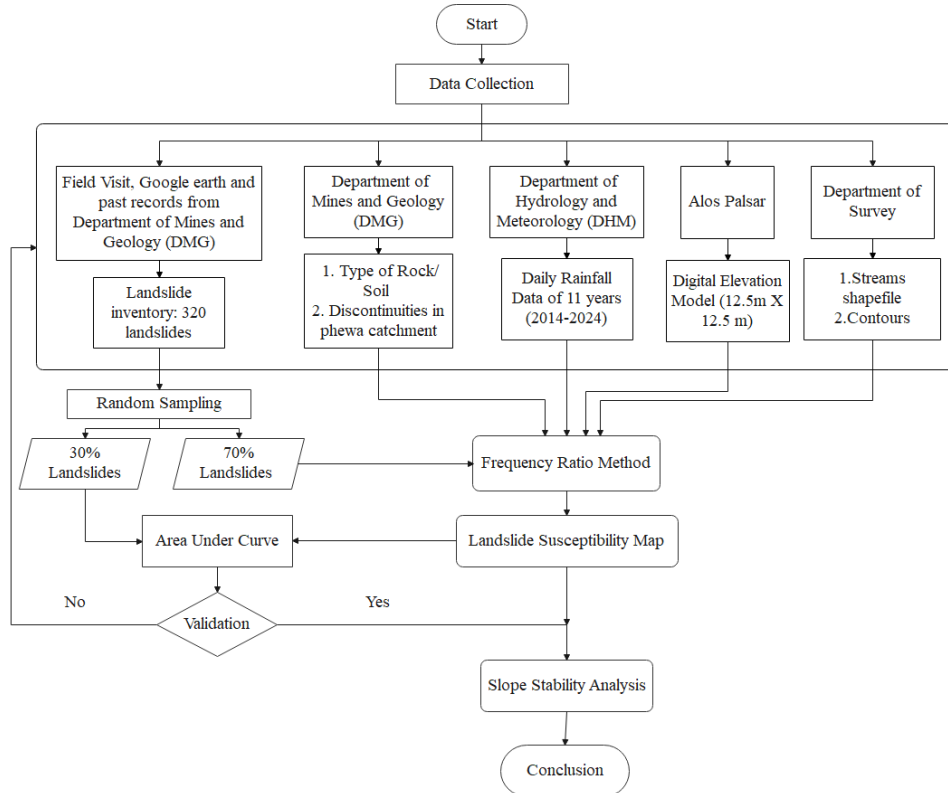 Start
Data Collection
Field Visit, Google earth and
past records from
Department of Mines and
Geology (DMG)
Department of
Mines and Geology
(DMG)
Department of
Hydrology and
Meteorology (DHM)
Alos Palsar
Department of
Survey
Landslide
inventory: 320
landslides
1. Type of Rock/
Soil
2. Discontinuities in
phewa catchment
Daily Rainfall
Data of 11 years
(2014-2024)
Digital Elevation
Model (12.5m X
12.5 m)
1.Streams
shapefile
2.Contours
Random Sampling
30%
Landslides
70%
Landslides
Frequency Ratio Method
Area Under Curve
Landslide Susceptibility Map
No
Yes
Validation
Slope Stability Analysis
Conclusion